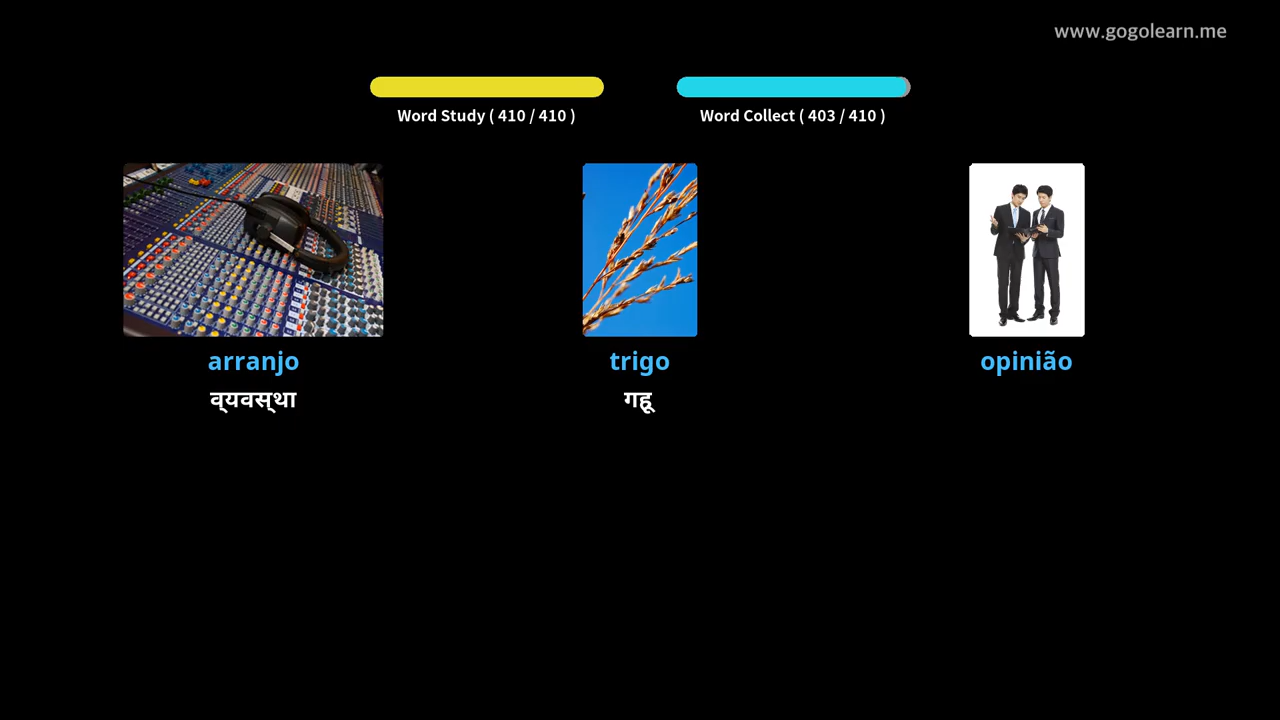 www.gogolearn.me
Word Study ( 410 / 410 )
Word Collect ( 403 / 410 )
arranjo
trigo
opinião
व्यवस्था
गहू